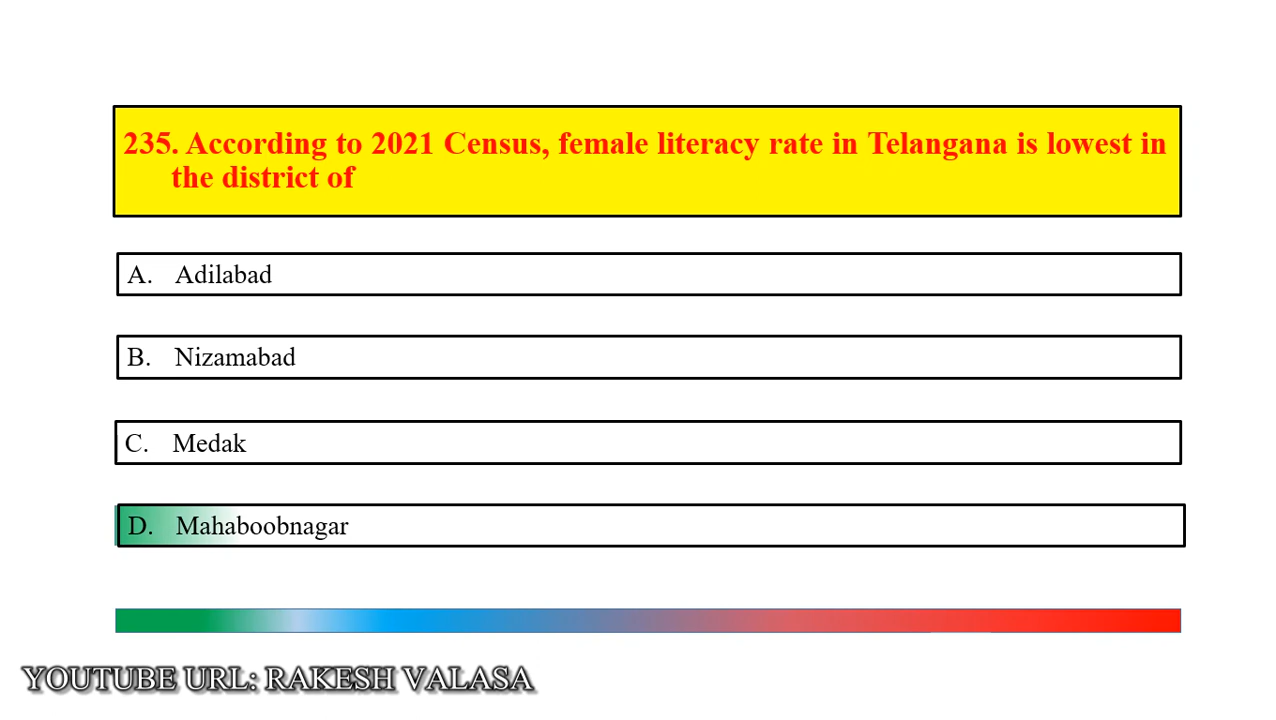 235. According to 2021 Census, female literacy rate in Telangana is lowest in
the district of
A. Adilabad
B. Nizamabad
C. Medak
D. Mahaboobnagar
YOUTUBE URL: RAKESH VALASA